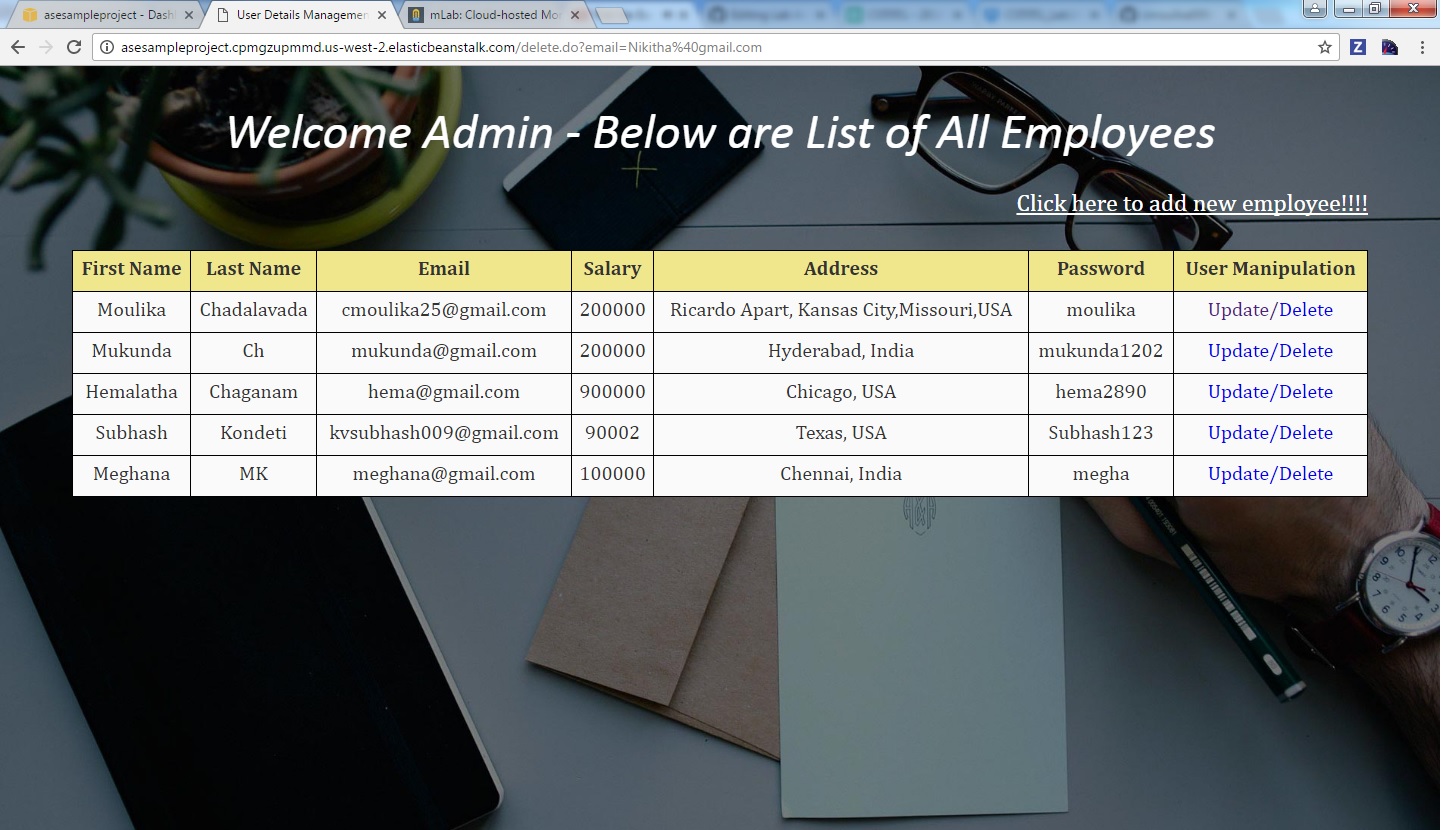 asesampleproject - Dash
User Details Managemen
mLab: Cloud-hosted Mo
asesampleproject.cpmgzupmmd.us-west-2.elasticbeanstalk.com/delete.do?email=Nikitha%40gmail.com
Z
Welcome Admin - Below are List of All Employees
Click here to add new employee!!!!
First Name Last Name Email Salary Address Password User Manipulation
Moulika Chadalavada cmoulika25@gmail.com 200000 Ricardo Apart, Kansas City,Missouri,USA moulika Update/Delete
Mukunda Ch mukunda@gmail.com 200000 Hyderabad, India mukunda1202 Update/Delete
Hemalatha Chaganam hema@gmail.com 900000 Chicago, USA hema2890 Update/Delete
Subhash Kondeti kvsubhash009@gmail.com 90002 Texas, USA Subhash123 Update/Delete
Meghana MK meghana@gmail.com 100000 Chennai, India megha Update/Delete